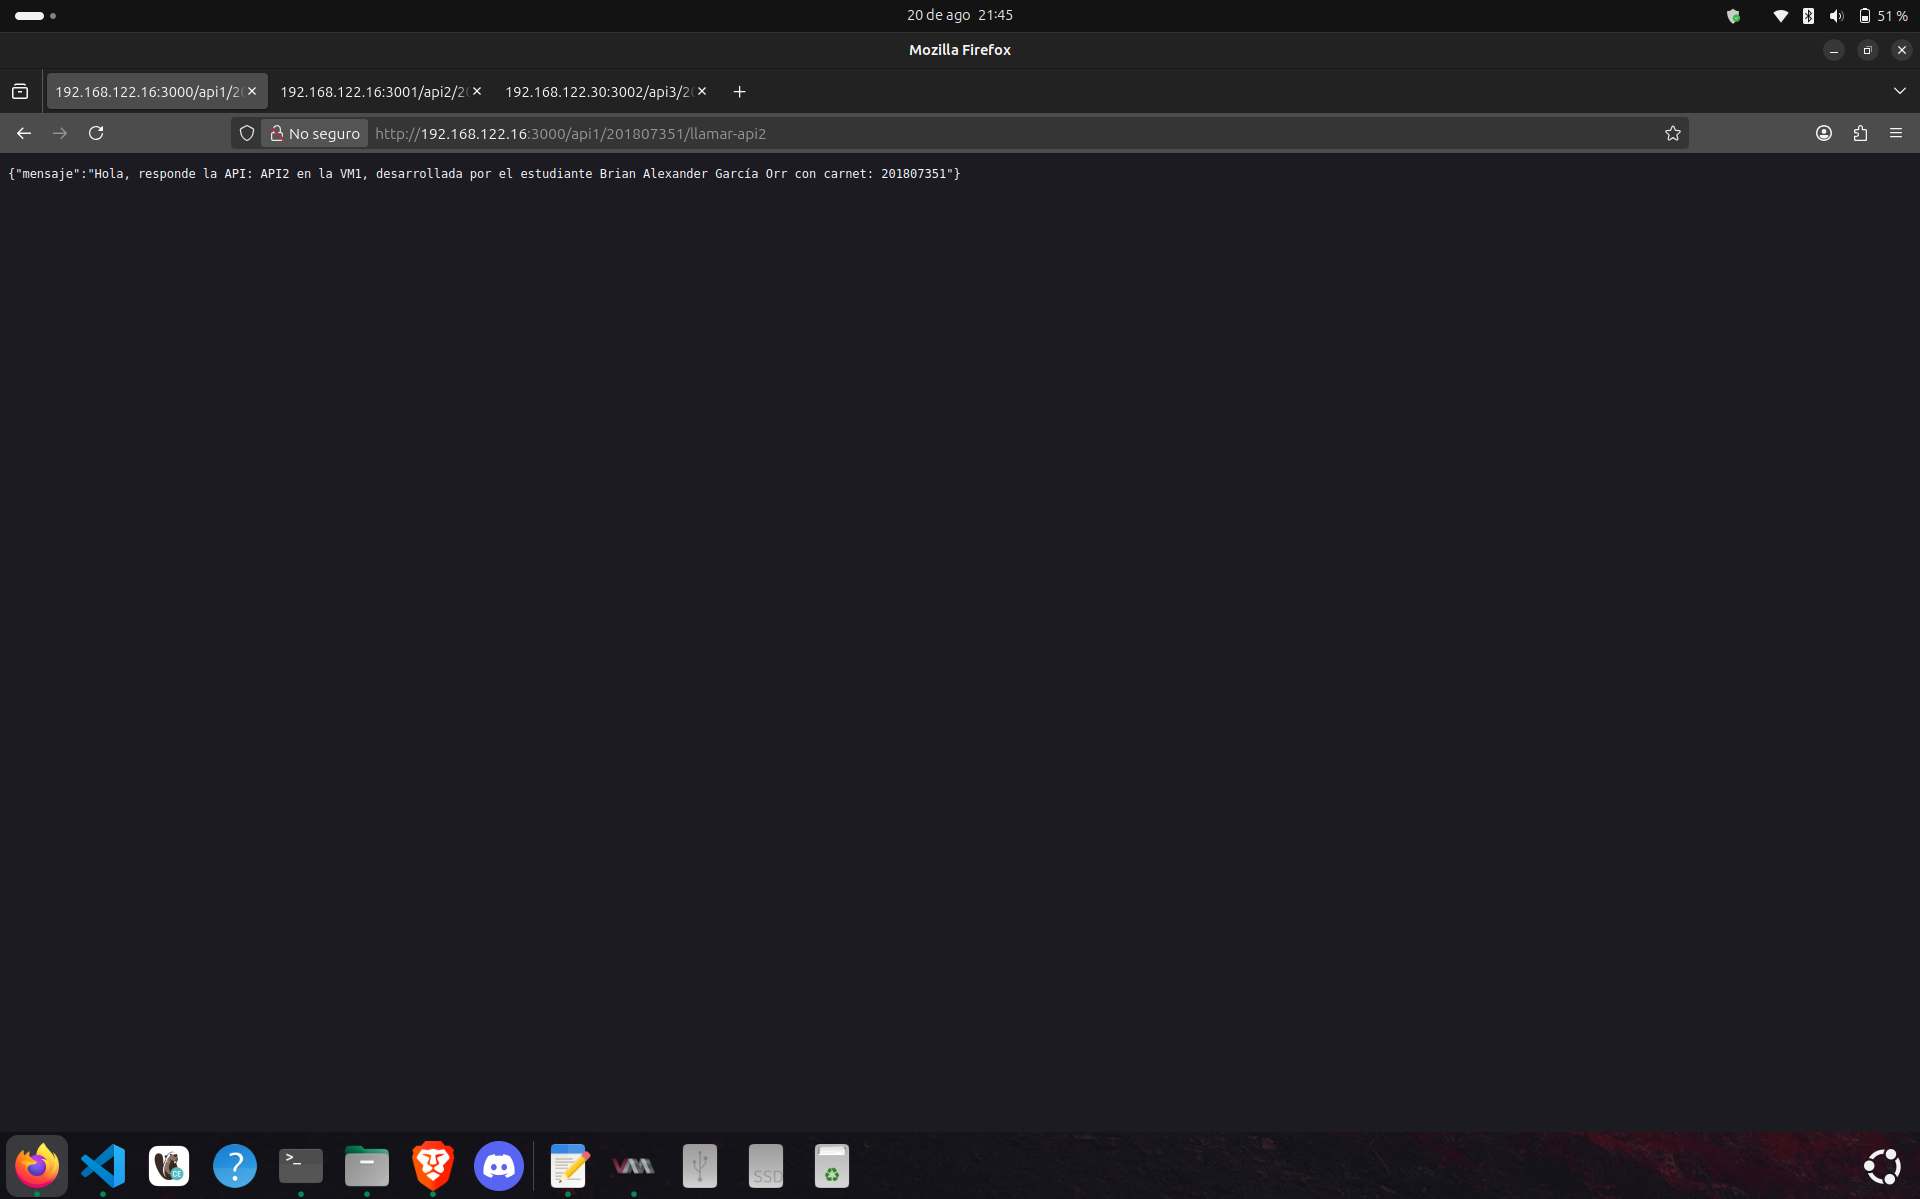 20 de ago 21:45
51 %
Mozilla Firefox
192.168.122.16:3000/api1/2
192.168.122.16:3001/api2/2
192.168.122.30:3002/api3/2
No seguro
http://192.168.122.16:3000/api1/201807351/llamar-api2
{"mensaje":"Hola, responde la API: API2 en la VM1, desarrollada por el estudiante Brian Alexander García Orr con carnet: 201807351"}
>_
CE
?
SSD